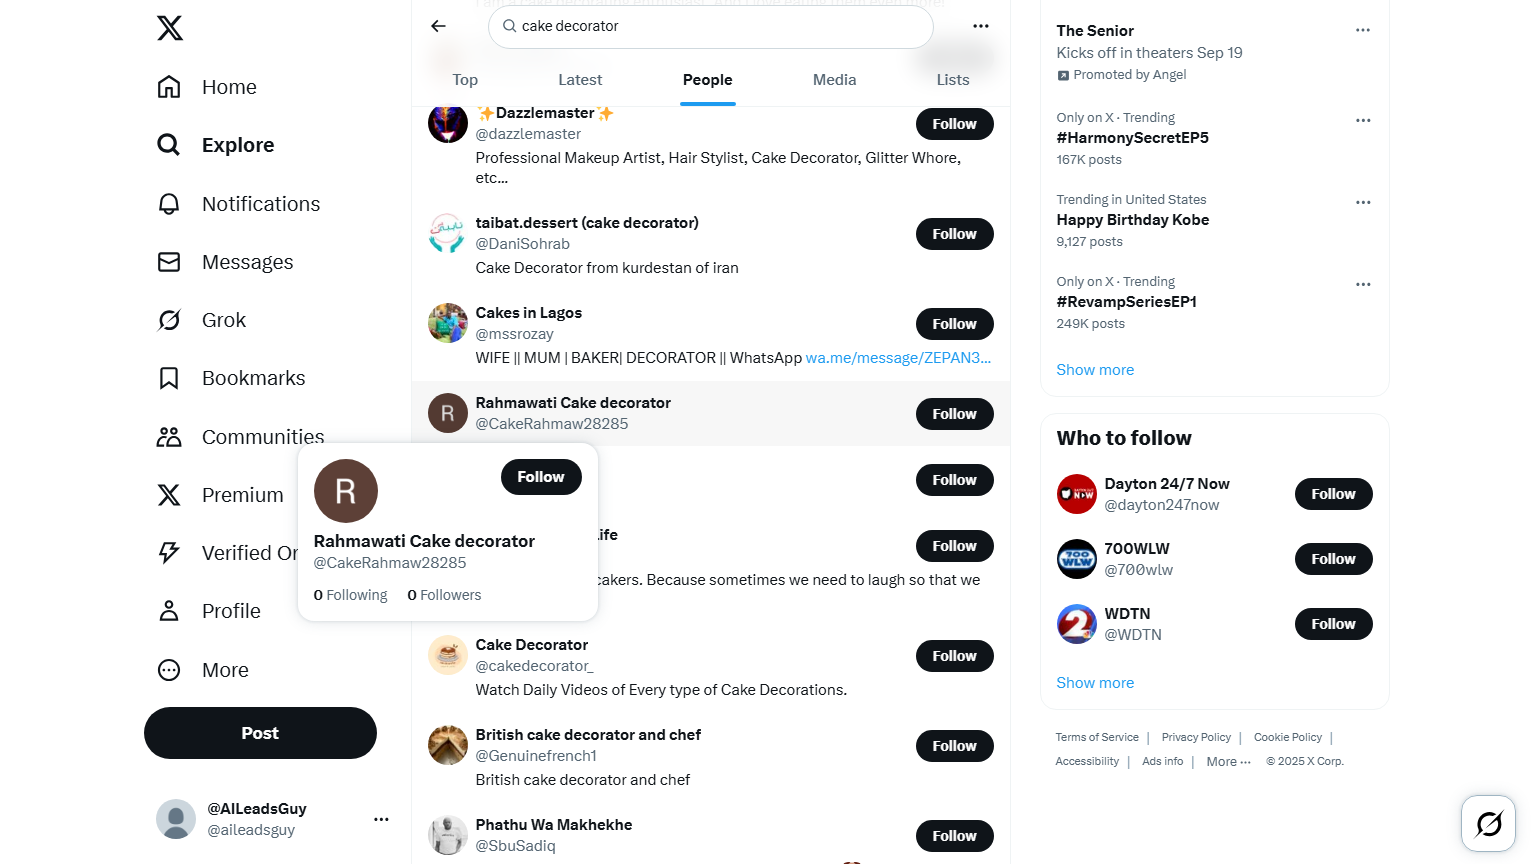 Home
Explore
Notifications
Messages
Grok
Bookmarks
Communities
Premium
Verified Or
Profile
More
Post
@AILeadsGuy
@aileadsguy
cake decorator
Top Latest People Media Lists
✨Dazzlemaster✨
@dazzlemaster
Follow
Professional Makeup Artist, Hair Stylist, Cake Decorator, Glitter Whore,
etc...
taibat.dessert (cake decorator)
@DaniSohrab
Follow
Cake Decorator from kurdestan of iran
Cakes in Lagos
@mssrozay
Follow
WIFE || MUM | BAKER| DECORATOR || WhatsApp wa.me/message/ZEPAN3...
Rahmawati Cake decorator
@CakeRahmaw28285
Follow
R
R
Follow
Rahmawati Cake decorator
@CakeRahmaw28285
0 Following 0 Followers
Follow
Life
Follow
cakers. Because sometimes we need to laugh so that we
Cake Decorator
@cakedecorator_
Follow
Watch Daily Videos of Every type of Cake Decorations.
British cake decorator and chef
@Genuinefrench1
Follow
British cake decorator and chef
Phathu Wa Makhekhe
@SbuSadiq
Follow
The Senior
Kicks off in theaters Sep 19
Promoted by Angel
Only on X · Trending
#HarmonySecretEP5
167K posts
Trending in United States
Happy Birthday Kobe
9,127 posts
Only on X · Trending
#RevampSeriesEP1
249K posts
Show more
Who to follow
Dayton 24/7 Now
@dayton247now
Follow
700WLW
@700wlw
Follow
WDTN
@WDTN
Follow
Show more
Terms of Service | Privacy Policy | Cookie Policy |
Accessibility | Ads info | More ··· © 2025 X Corp.